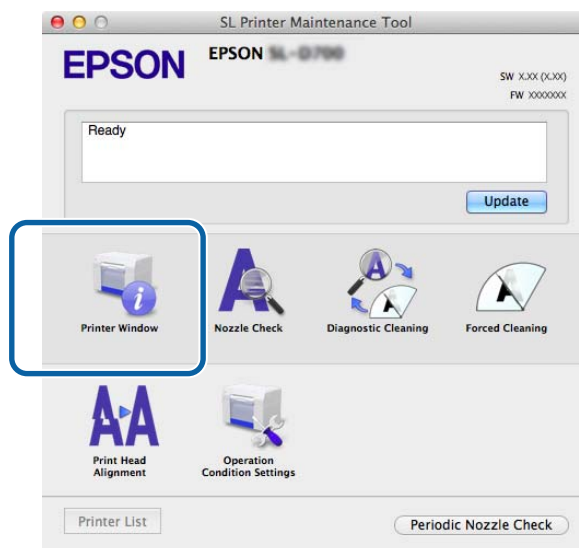 SL Printer Maintenance Tool
EPSON
EPSON
SW X.XX (X.XX)
FW XXXXXXX
Ready
Update
Printer Window
Nozzle Check
Diagnostic Cleaning
Forced Cleaning
Print Head
Alignment
Operation
Condition Settings
Printer List
Periodic Nozzle Check